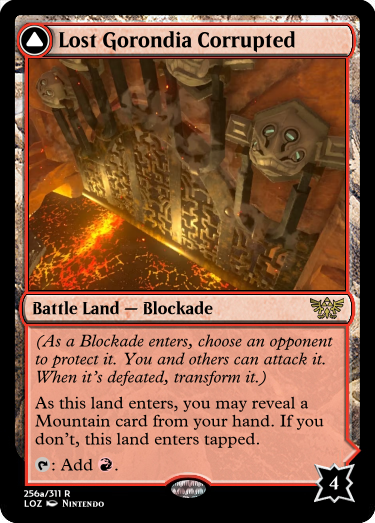 Lost Gorondia Corrupted
Battle Land — Blockade
(As a Blockade enters, choose an opponent
to protect it. You and others can attack it.
When it's defeated, transform it.)
As this land enters, you may reveal a
Mountain card from your hand. If you
don't, this land enters tapped.
: Add .
4
256a/311 R
LOZ Nintendo